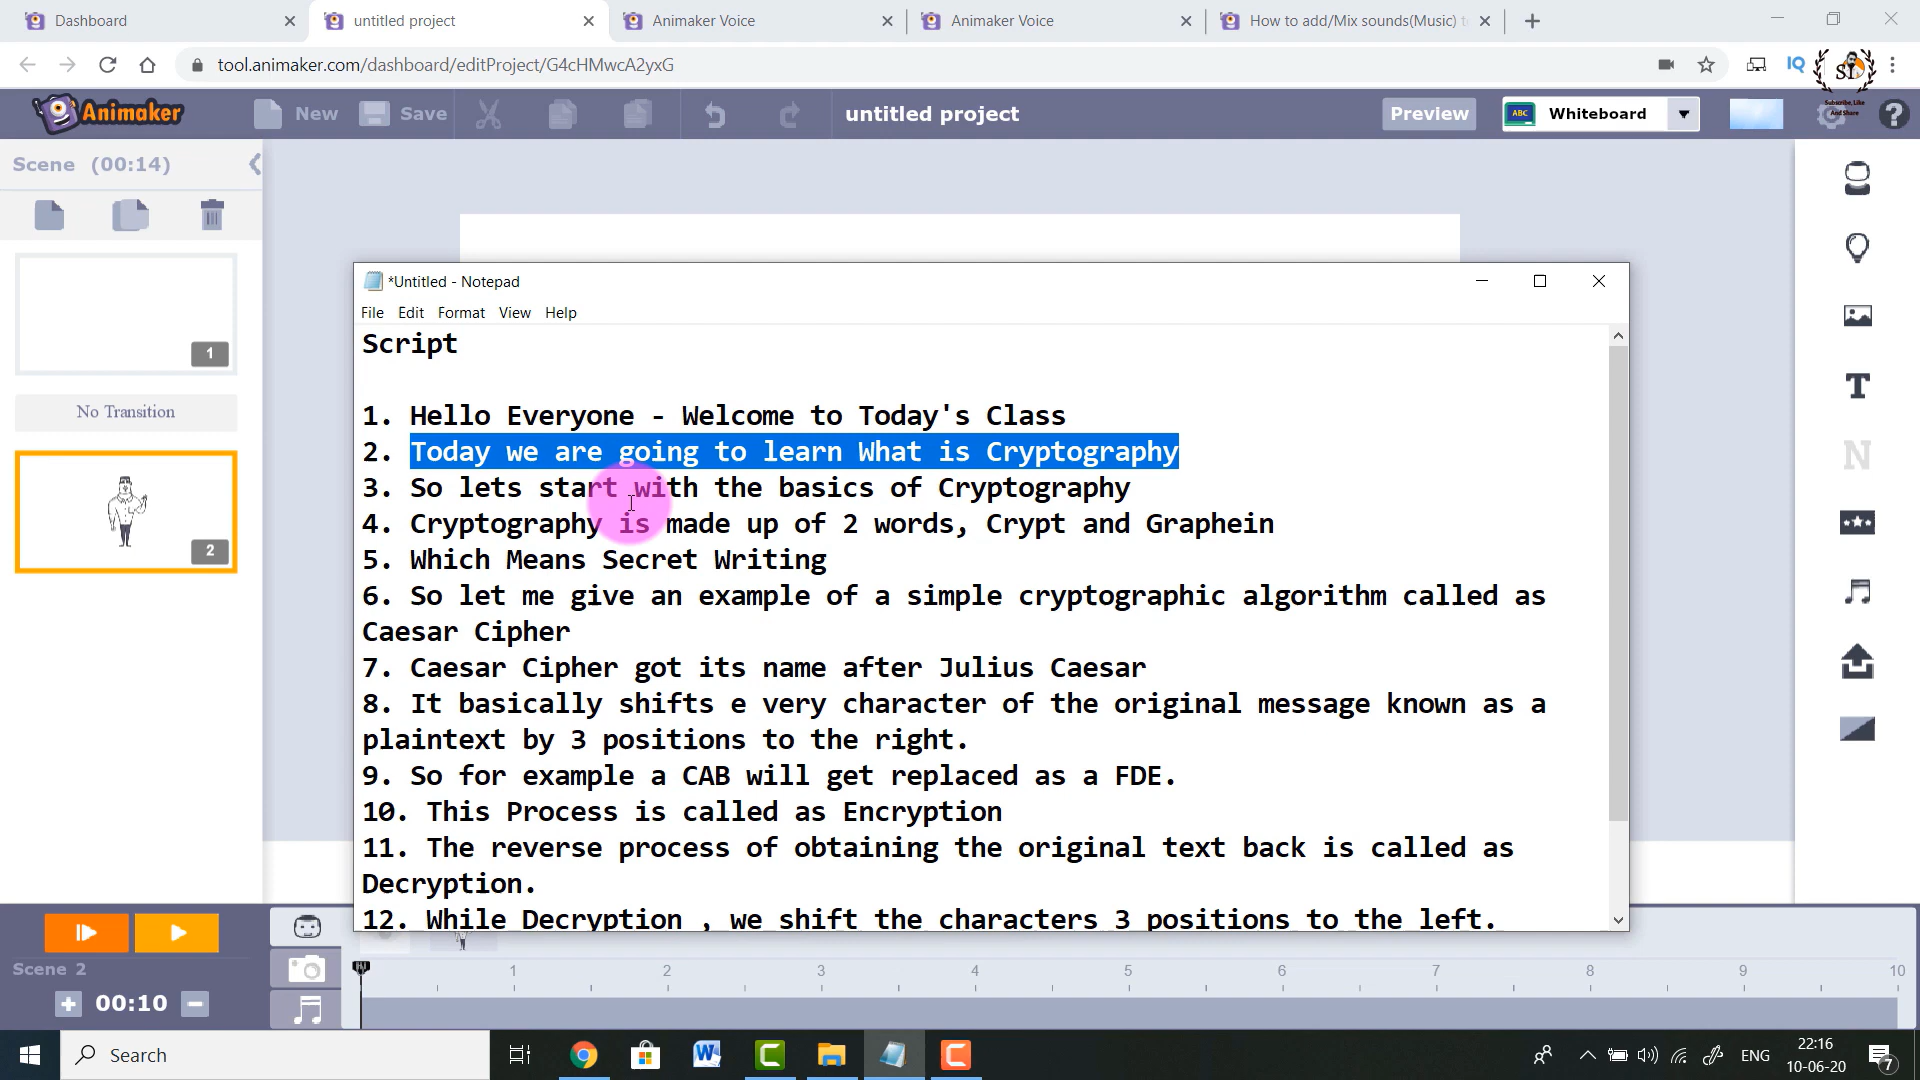 Dashboard
untitled project
Animaker Voice
Animaker Voice
How to add/Mix sounds(Music) t
tool.animaker.com/dashboard/editProject/G4cHMwcA2yxG
IQ
SI
Subscribe, Like
And Share
Animaker
New
Save
untitled project
Preview
ABC
Whiteboard
?
Scene (00:14)
1
No Transition
2
*Untitled - Notepad
File Edit Format View Help
Script
1. Hello Everyone - Welcome to Today's Class
2. Today we are going to learn What is Cryptography
3. So lets start with the basics of Cryptography
4. Cryptography is made up of 2 words, Crypt and Graphein
5. Which Means Secret Writing
6. So let me give an example of a simple cryptographic algorithm called as
Caesar Cipher
7. Caesar Cipher got its name after Julius Caesar
8. It basically shifts e very character of the original message known as a
plaintext by 3 positions to the right.
9. So for example a CAB will get replaced as a FDE.
10. This Process is called as Encryption
11. The reverse process of obtaining the original text back is called as
Decryption.
12. While Decryption , we shift the characters 3 positions to the left.
T
N
Scene 2
00:10
1 2 3 4 5 6 7 8 9 10
Search
W
C
C
ENG
22:16
10-06-20
7